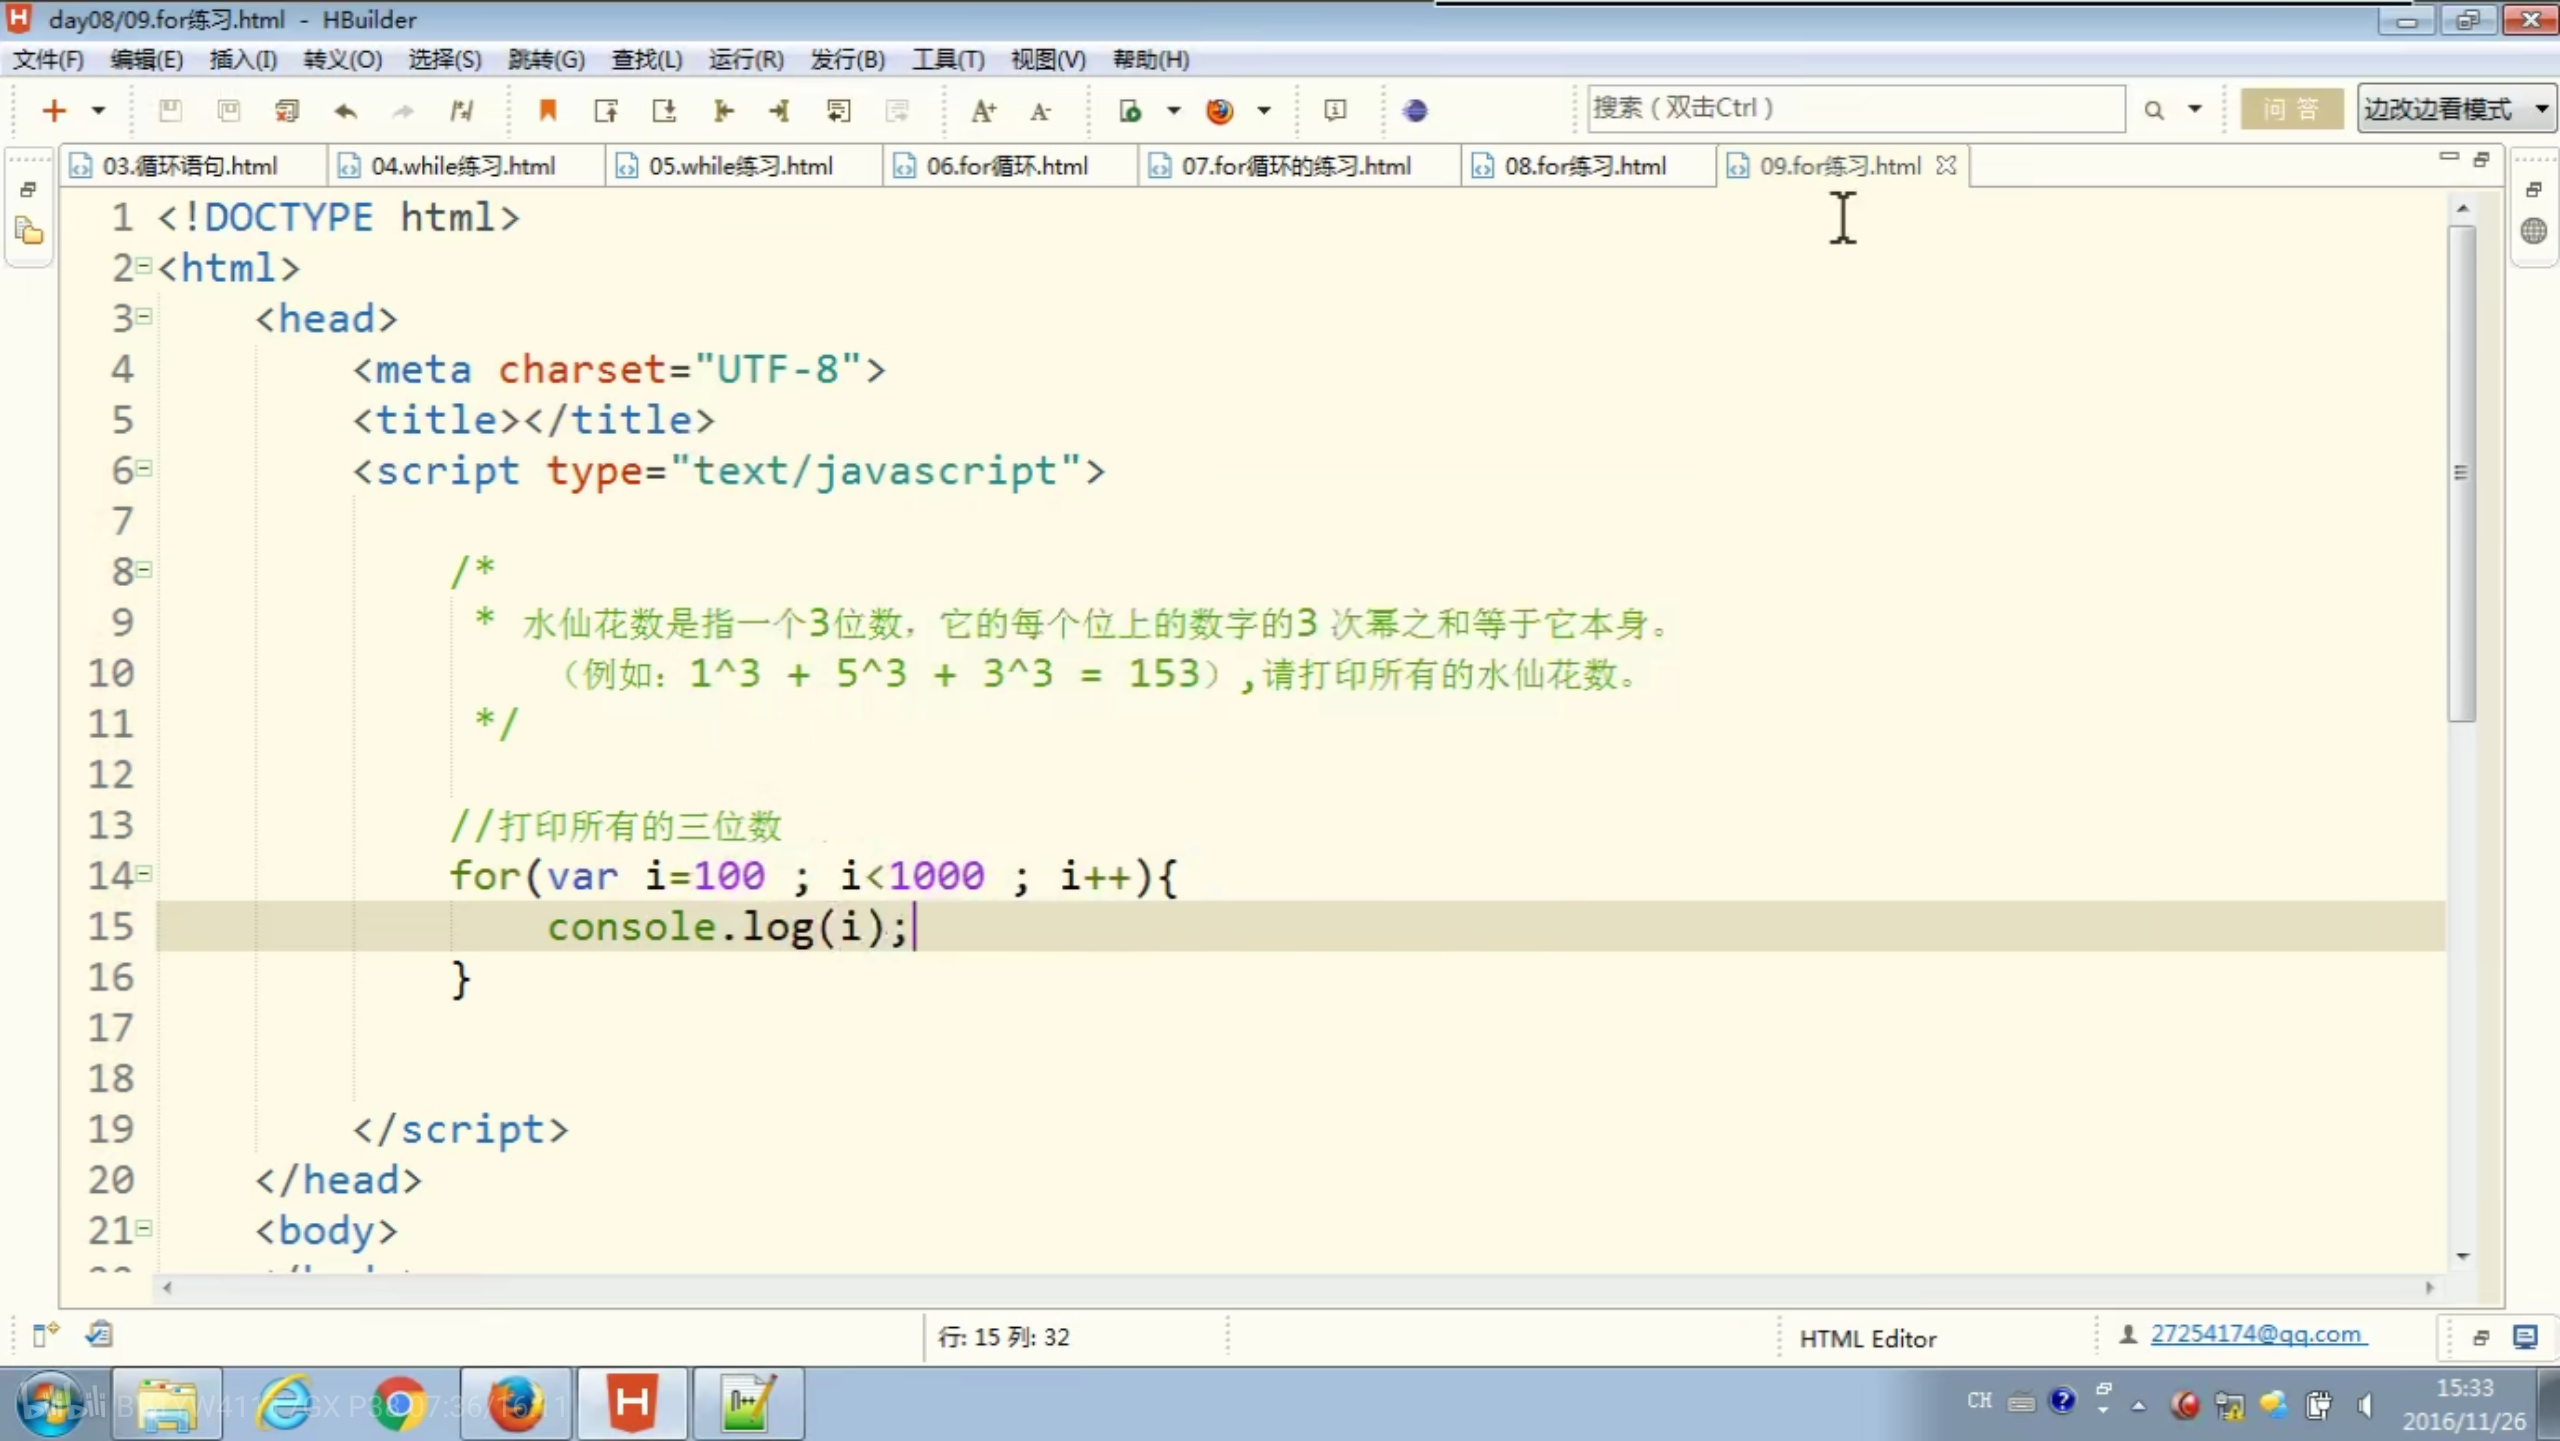 day08/09.for练习.html - HBuilder
文件(F) 编辑(E) 插入(I) 转义(O) 选择(S) 跳转(G) 查找(L) 运行(R) 发行(B) 工具(T) 视图(V) 帮助(H)
搜索（双击Ctrl） 问 答 边改边看模式
03.循环语句.html 04.while练习.html 05.while练习.html 06.for循环.html 07.for循环的练习.html 08.for练习.html 09.for练习.html
1 <!DOCTYPE html>
2 <html>
3 <head>
4 <meta charset="UTF-8">
5 <title></title>
6 <script type="text/javascript">
7
8 /*
9 * 水仙花数是指一个3位数，它的每个位上的数字的3 次幂之和等于它本身。
10 （例如：1^3 + 5^3 + 3^3 = 153）,请打印所有的水仙花数。
11 */
12
13 //打印所有的三位数
14 for(var i=100 ; i<1000 ; i++){
15 console.log(i);
16 }
17
18
19 </script>
20 </head>
21 <body>
行: 15 列: 32 HTML Editor 27254174@qq.com
P38 07:36/16:11
CH 15:33
2016/11/26